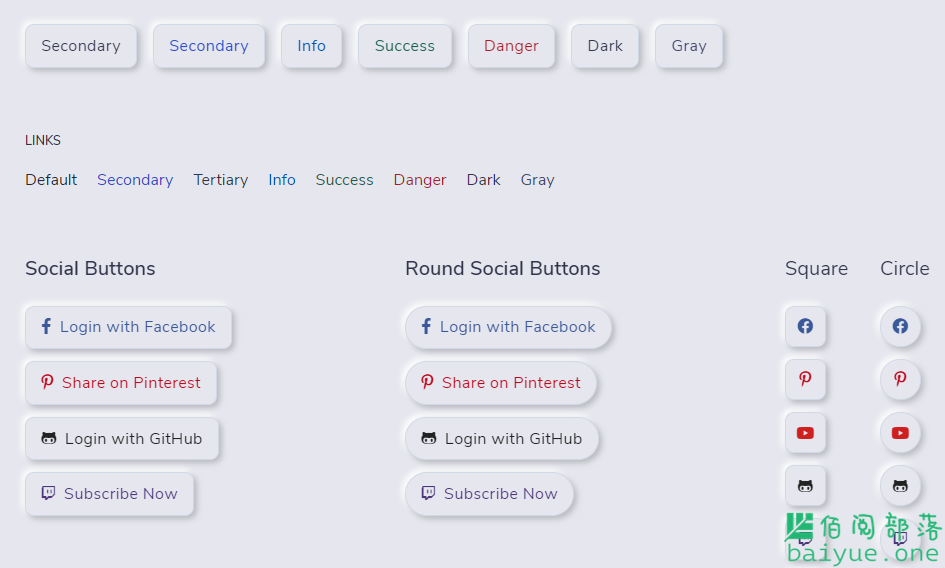 Secondary Secondary Info Success Danger Dark Gray
LINKS
Default Secondary Tertiary Info Success Danger Dark Gray
Social Buttons Round Social Buttons Square Circle
Login with Facebook Login with Facebook
Share on Pinterest Share on Pinterest
Login with GitHub Login with GitHub
Subscribe Now Subscribe Now
佰阅部落
baiyue.one